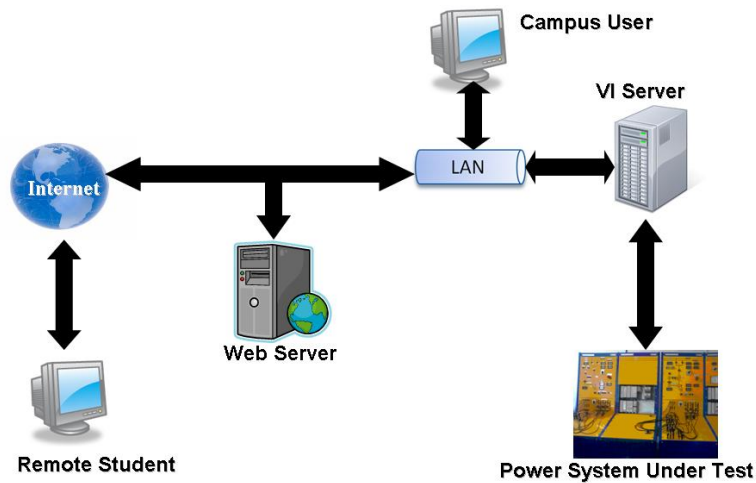 Campus User
VI Server
LAN
Internet
Web Server
Remote Student
Power System Under Test